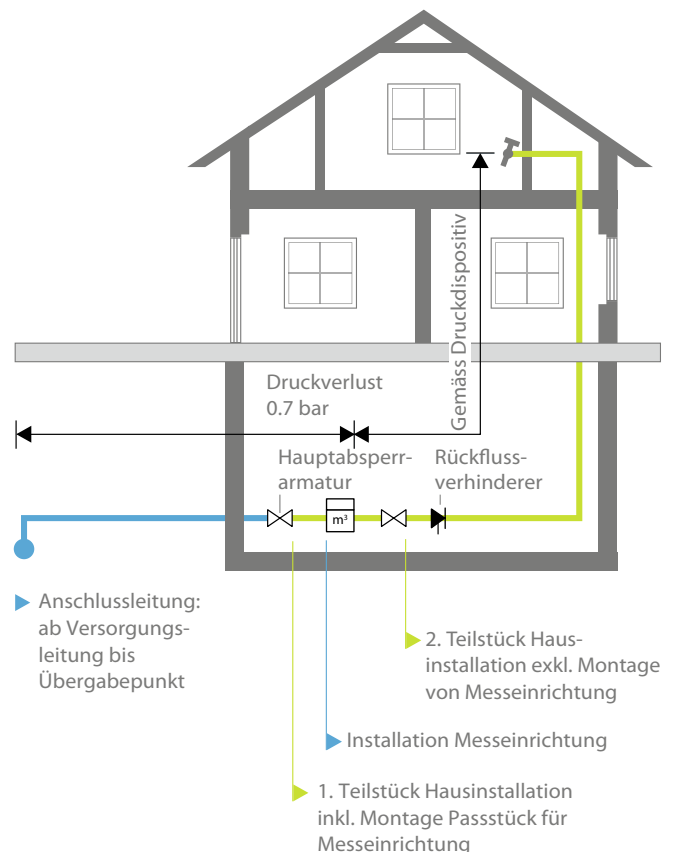 Gemäss Druckdispositiv
Druckverlust
0.7 bar
Hauptabsperr-
armatur
Rückfluss-
verhinderer
m³
Anschlussleitung:
ab Versorgungs-
leitung bis
Übergabepunkt
2. Teilstück Haus-
installation exkl. Montage
von Messeinrichtung
Installation Messeinrichtung
1. Teilstück Hausinstallation
inkl. Montage Passstück für
Messeinrichtung